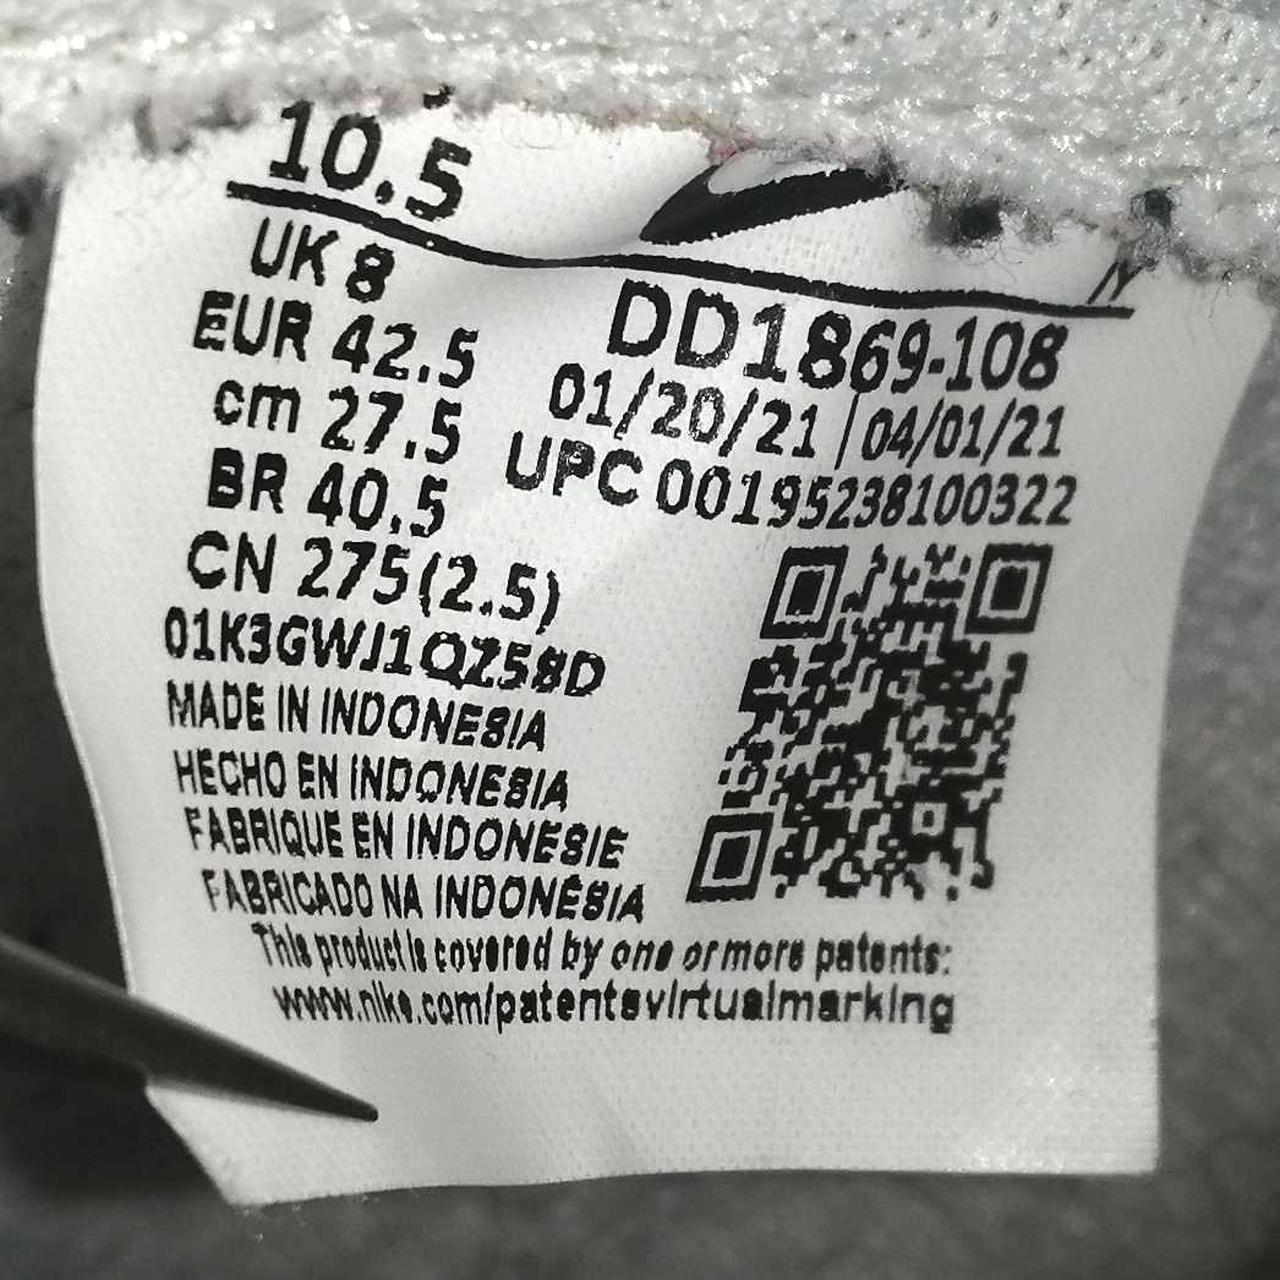 10.5
UK 8
EUR 42.5
cm 27.5
BR 40.5
CN 275(2.5)
01K3GWJ1QZ58D
DD1869-108
01/20/21 | 04/01/21
UPC 00195238100322
MADE IN INDONESIA
HECHO EN INDONESIA
FABRIQUE EN INDONESIE
FABRICADO NA INDONÉSIA
This product is covered by one or more patents:
www.nike.com/patentsvirtualmarking